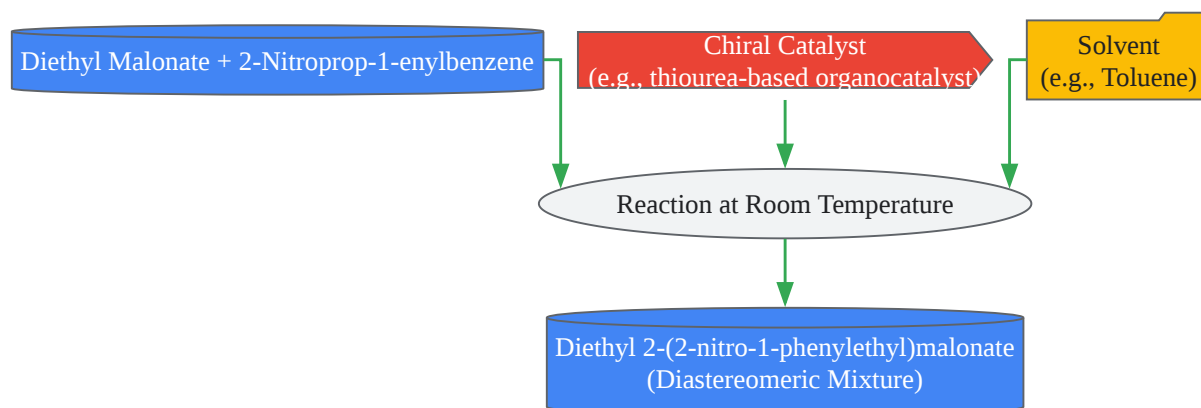 Diethyl Malonate + 2-Nitroprop-1-enylbenzene
Chiral Catalyst
(e.g., thiourea-based organocatalyst)
Solvent
(e.g., Toluene)
Reaction at Room Temperature
Diethyl 2-(2-nitro-1-phenylethyl)malonate
(Diastereomeric Mixture)